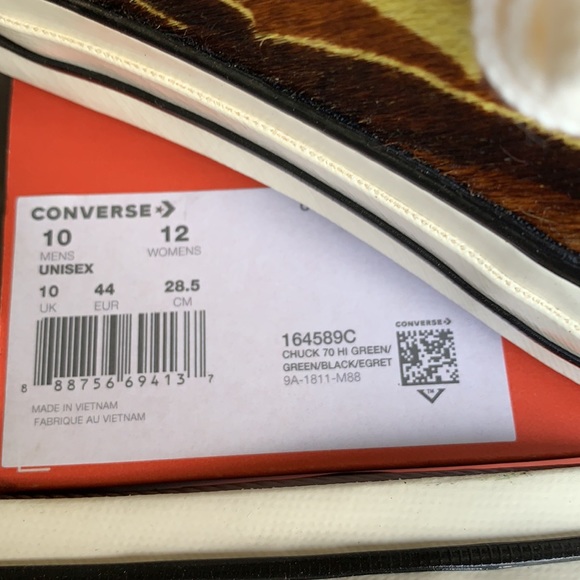 CONVERSE
10 12
MENS WOMENS
UNISEX
10 44 28.5
UK EUR CM
8 88756 69413 7
MADE IN VIETNAM
FABRIQUE AU VIETNAM
164589C
CHUCK 70 HI GREEN/
GREEN/BLACK/EGRET
9A-1811-M88
CONVERSE
TM